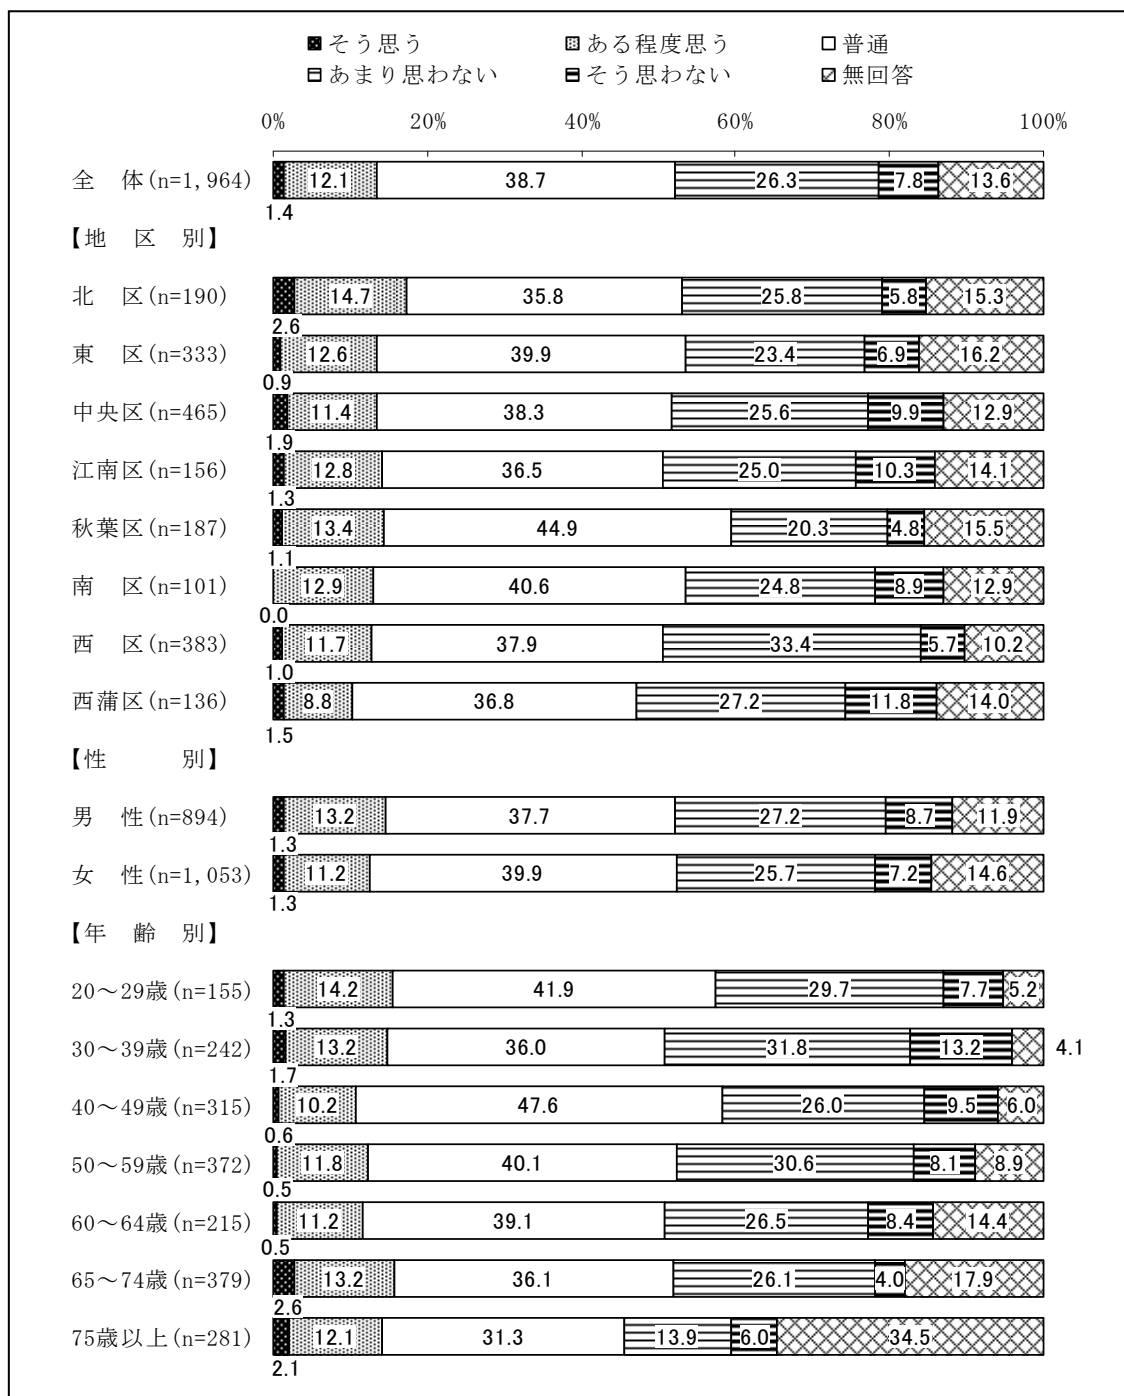 そう思う ある程度思う 普通
あまり思わない そう思わない 無回答
0% 20% 40% 60% 80% 100%
全 体(n=1,964) 12.1 38.7 26.3 7.8 13.6
1.4
【地 区 別】
北 区(n=190) 14.7 35.8 25.8 5.8 15.3
2.6
東 区(n=333) 12.6 39.9 23.4 6.9 16.2
0.9
中央区(n=465) 11.4 38.3 25.6 9.9 12.9
1.9
江南区(n=156) 12.8 36.5 25.0 10.3 14.1
1.3
秋葉区(n=187) 13.4 44.9 20.3 4.8 15.5
1.1
南 区(n=101) 12.9 40.6 24.8 8.9 12.9
0.0
西 区(n=383) 11.7 37.9 33.4 5.7 10.2
1.0
西蒲区(n=136) 8.8 36.8 27.2 11.8 14.0
1.5
【性 別】
男 性(n=894) 13.2 37.7 27.2 8.7 11.9
1.3
女 性(n=1,053) 11.2 39.9 25.7 7.2 14.6
1.3
【年 齢 別】
20～29歳(n=155) 14.2 41.9 29.7 7.7 5.2
1.3
30～39歳(n=242) 13.2 36.0 31.8 13.2 4.1
1.7
40～49歳(n=315) 10.2 47.6 26.0 9.5 6.0
0.6
50～59歳(n=372) 11.8 40.1 30.6 8.1 8.9
0.5
60～64歳(n=215) 11.2 39.1 26.5 8.4 14.4
0.5
65～74歳(n=379) 13.2 36.1 26.1 4.0 17.9
2.6
75歳以上(n=281) 12.1 31.3 13.9 6.0 34.5
2.1